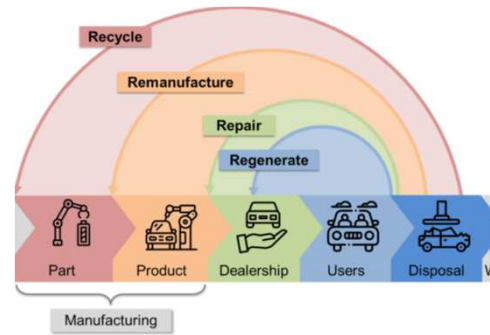 Recycle
Remanufacture
Repair
Regenerate
Part
Product
Dealership
Users
Disposal
Manufacturing